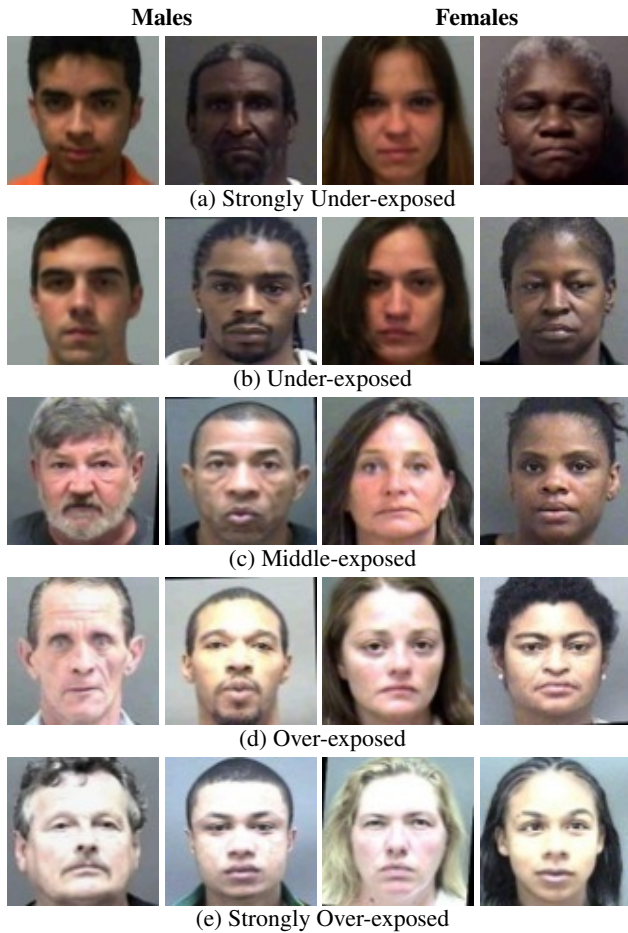 Males Females
(a) Strongly Under-exposed
(b) Under-exposed
(c) Middle-exposed
(d) Over-exposed
(e) Strongly Over-exposed